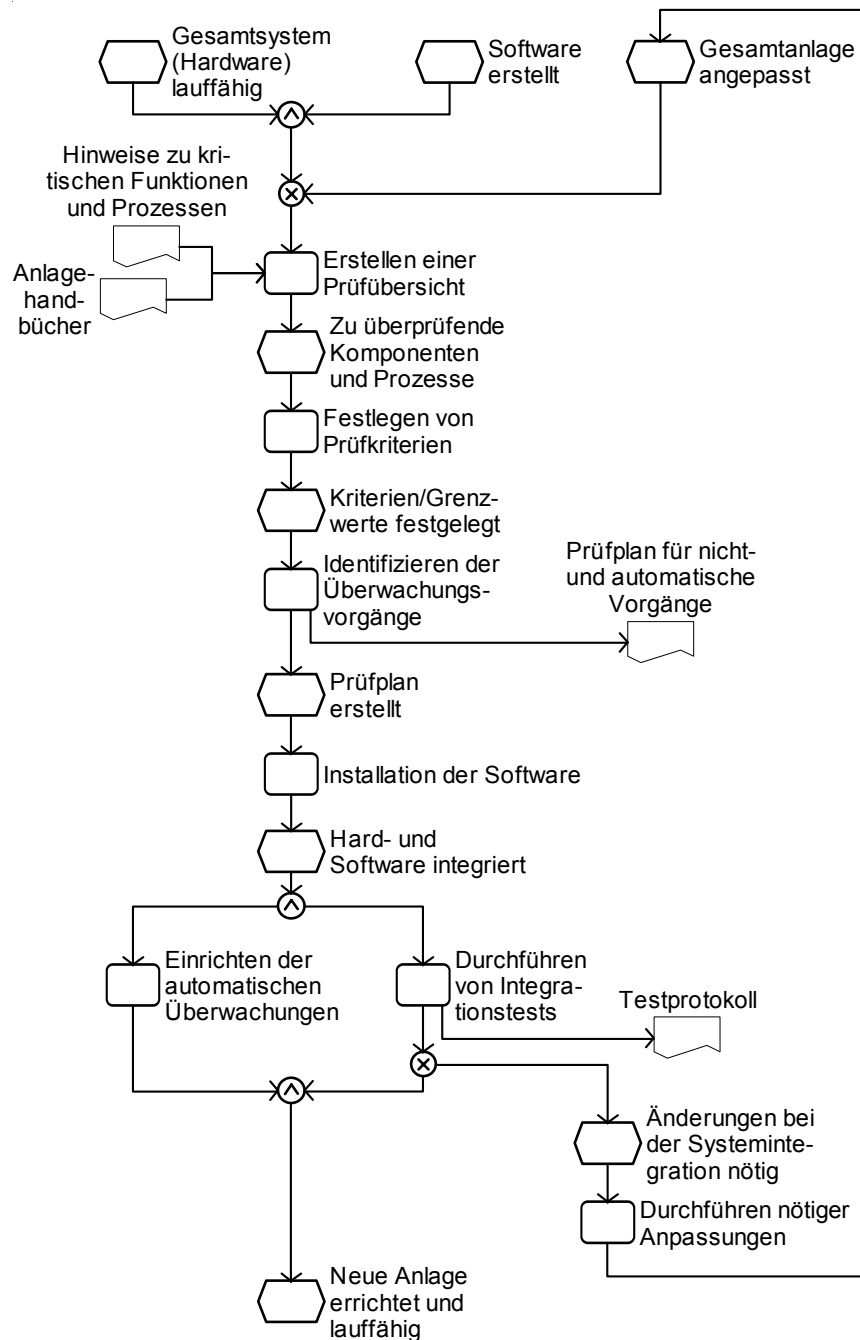 Gesamtsystem
(Hardware)
lauffähig
Software
erstellt
Gesamtanlage
angepasst
Hinweise zu kri-
tischen Funktionen
und Prozessen
Anlage-
hand-
bücher
Erstellen einer
Prüfübersicht
Zu überprüfende
Komponenten
und Prozesse
Festlegen von
Prüfkriterien
Kriterien/Grenz-
werte festgelegt
Identifizieren der
Überwachungs-
vorgänge
Prüfplan für nicht-
und automatische
Vorgänge
Prüfplan
erstellt
Installation der Software
Hard- und
Software integriert
Einrichten der
automatischen
Überwachungen
Durchführen
von Integra-
tionstests
Testprotokoll
Änderungen bei
der Systeminte-
gration nötig
Durchführen nötiger
Anpassungen
Neue Anlage
errichtet und
lauffähig